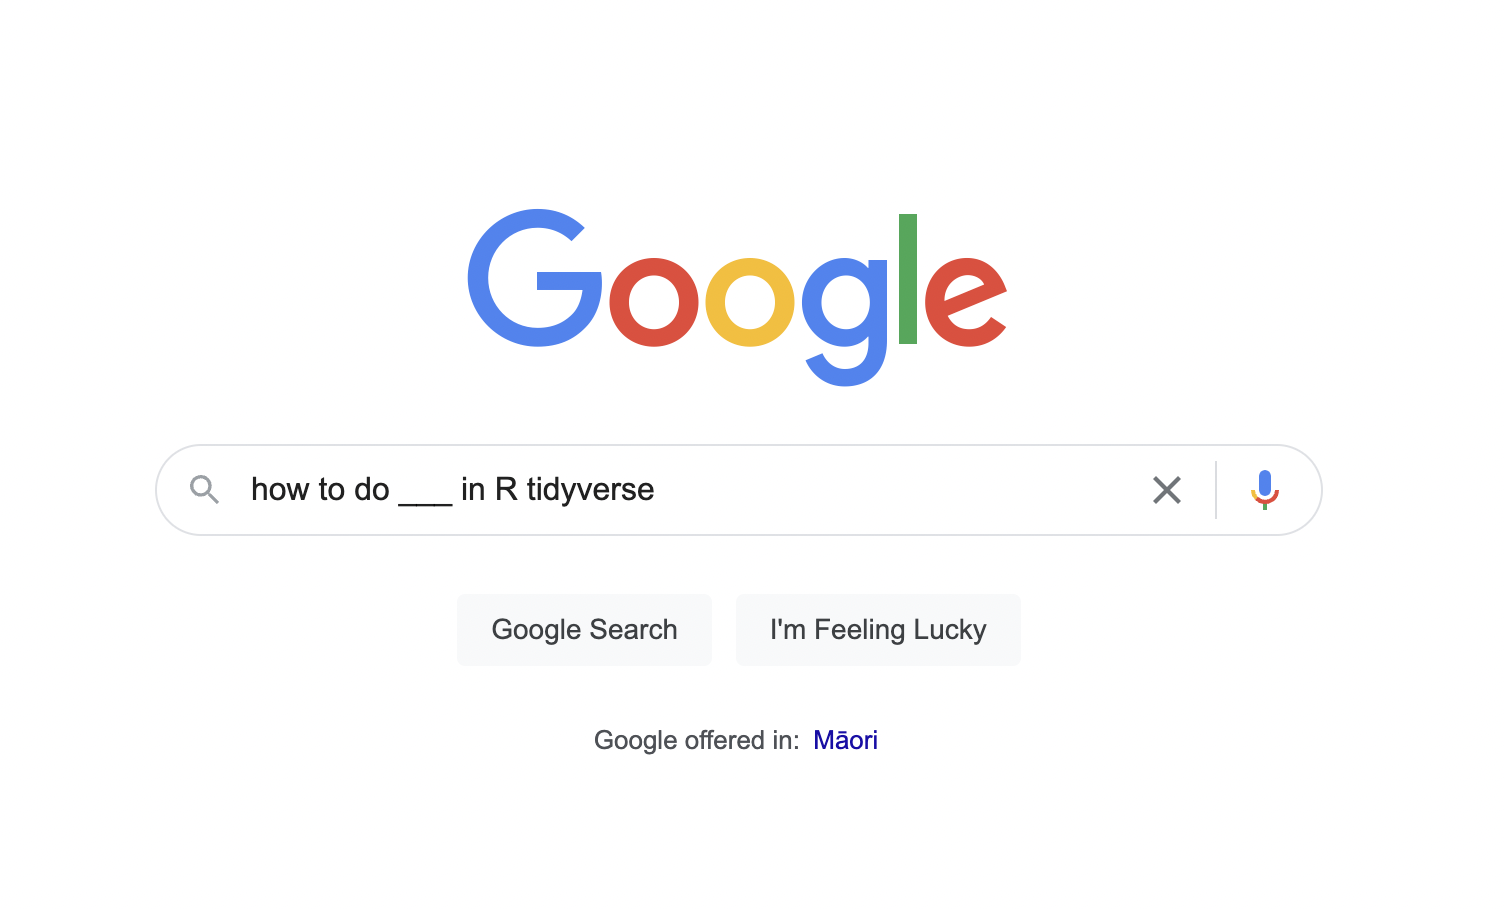 Google
how to do ___ in R tidyverse
Google Search
I'm Feeling Lucky
Google offered in: Māori